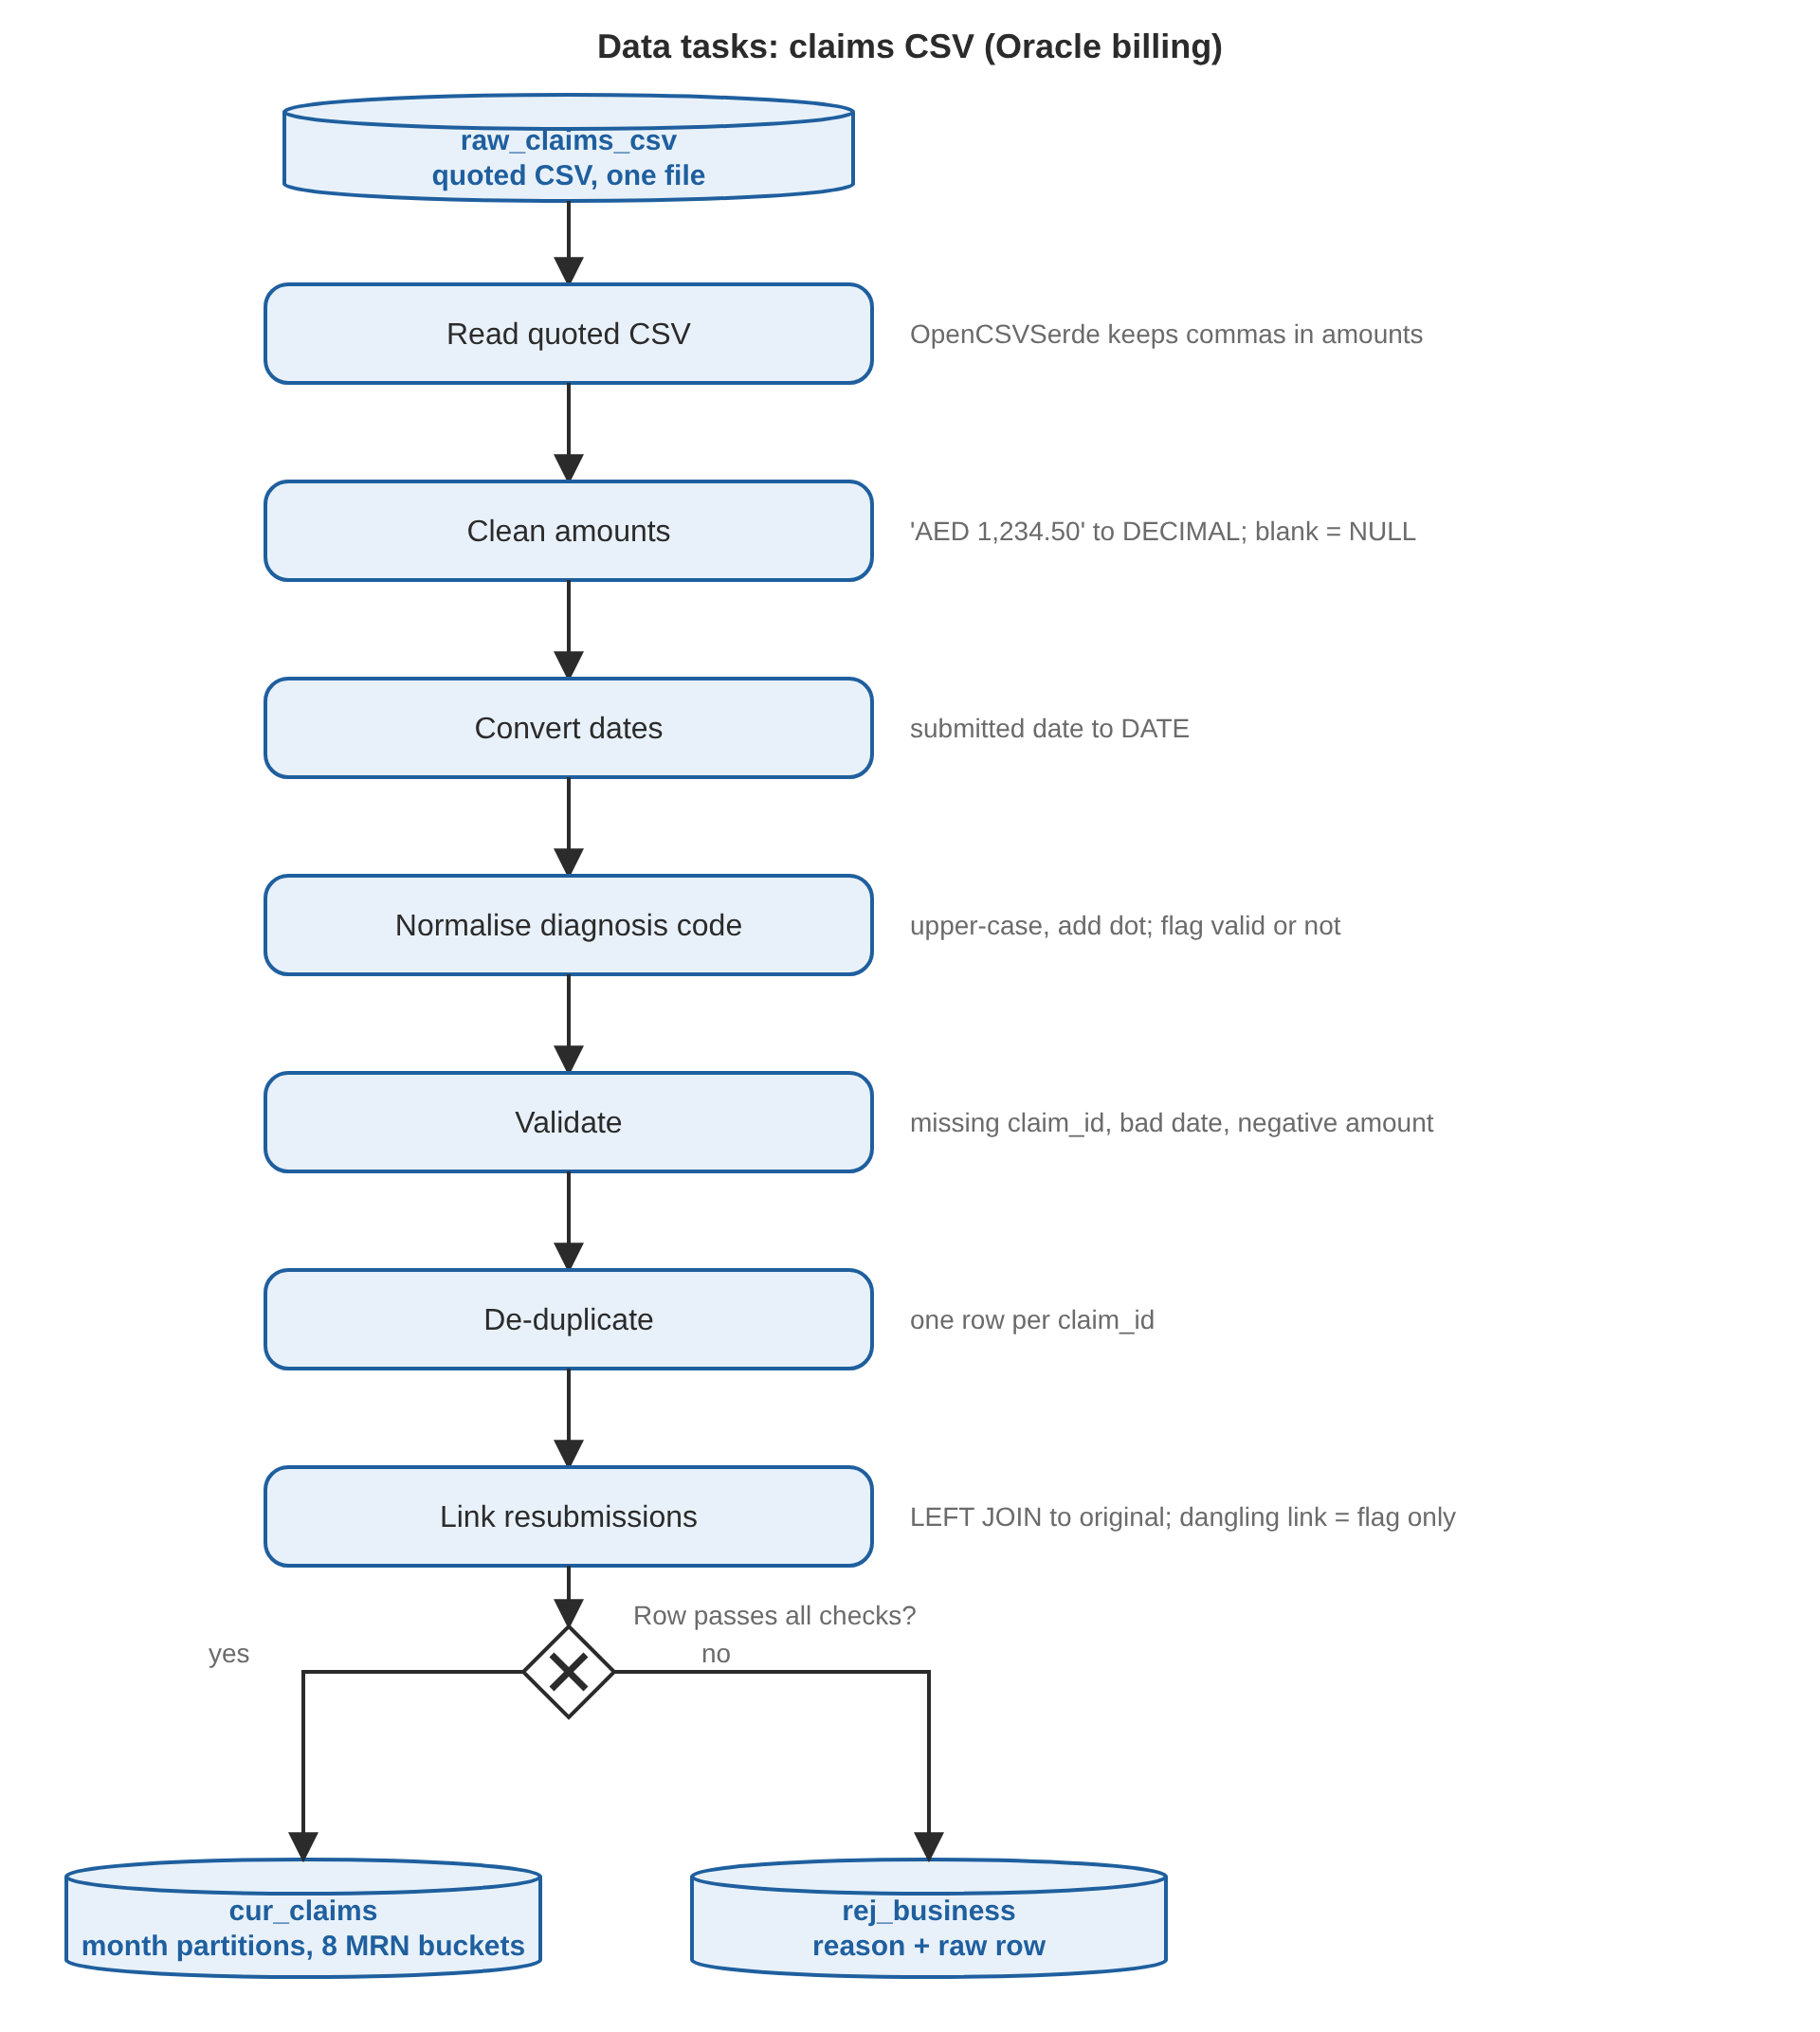 Data tasks: claims CSV (Oracle billing)
raw_claims_csv
quoted CSV, one file
Read quoted CSV
OpenCSVSerde keeps commas in amounts
Clean amounts
'AED 1,234.50' to DECIMAL; blank = NULL
Convert dates
submitted date to DATE
Normalise diagnosis code
upper-case, add dot; flag valid or not
Validate
missing claim_id, bad date, negative amount
De-duplicate
one row per claim_id
Link resubmissions
LEFT JOIN to original; dangling link = flag only
Row passes all checks?
yes
no
cur_claims
month partitions, 8 MRN buckets
rej_business
reason + raw row